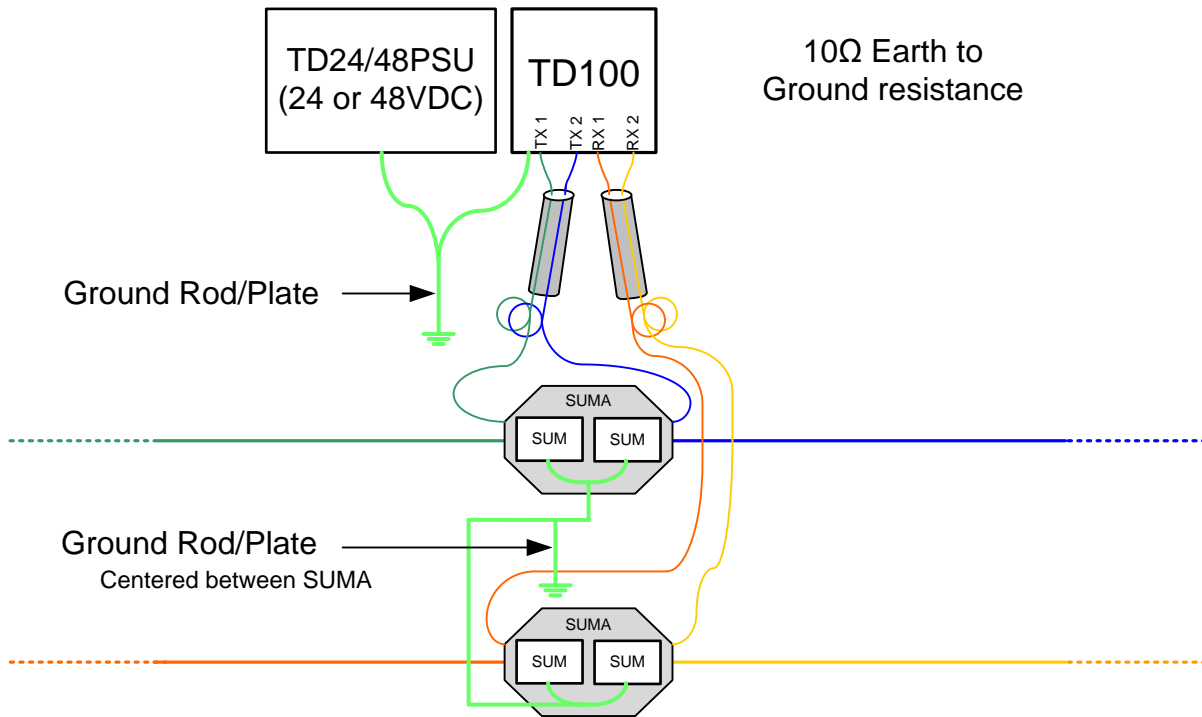 TD24/48PSU
(24 or 48VDC)
TD100
TX 1
TX 2
RX 1
RX 2
10Ω Earth to
Ground resistance
Ground Rod/Plate
SUMA
SUM
SUM
Ground Rod/Plate
Centered between SUMA
SUMA
SUM
SUM